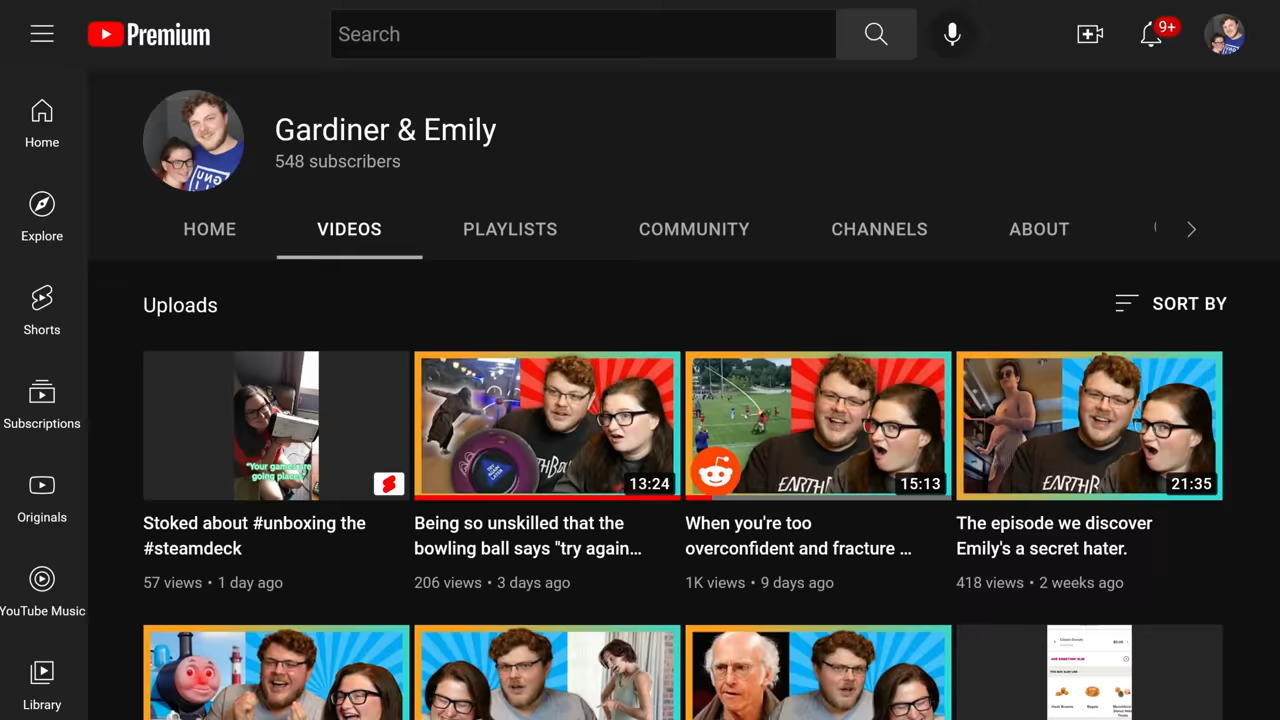 Premium
Search
9+
Home
Explore
Shorts
Subscriptions
Originals
YouTube Music
Library
Gardiner & Emily
548 subscribers
HOME
VIDEOS
PLAYLISTS
COMMUNITY
CHANNELS
ABOUT
Uploads
SORT BY
"Your games are
going places"
Stoked about #unboxing the
#steamdeck
57 views • 1 day ago
13:24
Being so unskilled that the
bowling ball says "try again...
206 views • 3 days ago
EARTHB
15:13
When you're too
overconfident and fracture ...
1K views • 9 days ago
EARTHB
21:35
The episode we discover
Emily's a secret hater.
418 views • 2 weeks ago